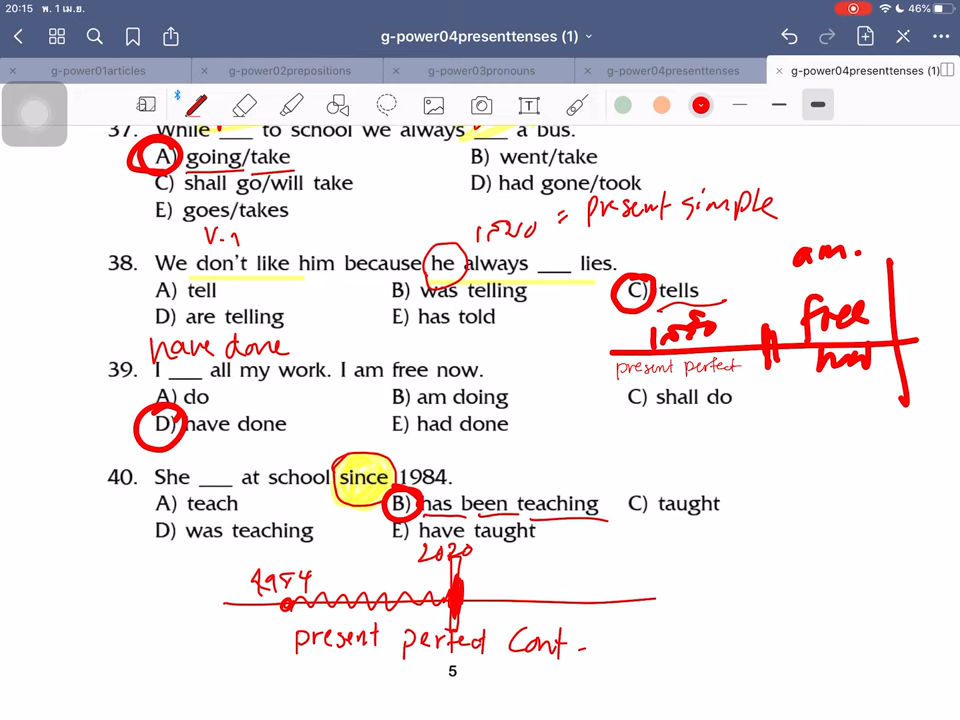 20:15 พ. 1 เม.ย. 46%
g-power04presenttenses (1)
g-power01articles g-power02prepositions g-power03pronouns g-power04presenttenses g-power04presenttenses (1)
37. While ___ to school we always ___ a bus.
A) going/take B) went/take
C) shall go/will take D) had gone/took
E) goes/takes
= present simple
V.1
38. We don't like him because he always ___ lies.
am.
A) tell B) was telling C) tells
D) are telling E) has told
free
have done
present perfect
39. I ___ all my work. I am free now.
A) do B) am doing C) shall do
D) have done E) had done
40. She ___ at school since 1984.
A) teach B) has been teaching C) taught
D) was teaching E) have taught
2020
1984
present perfect Cont.
5